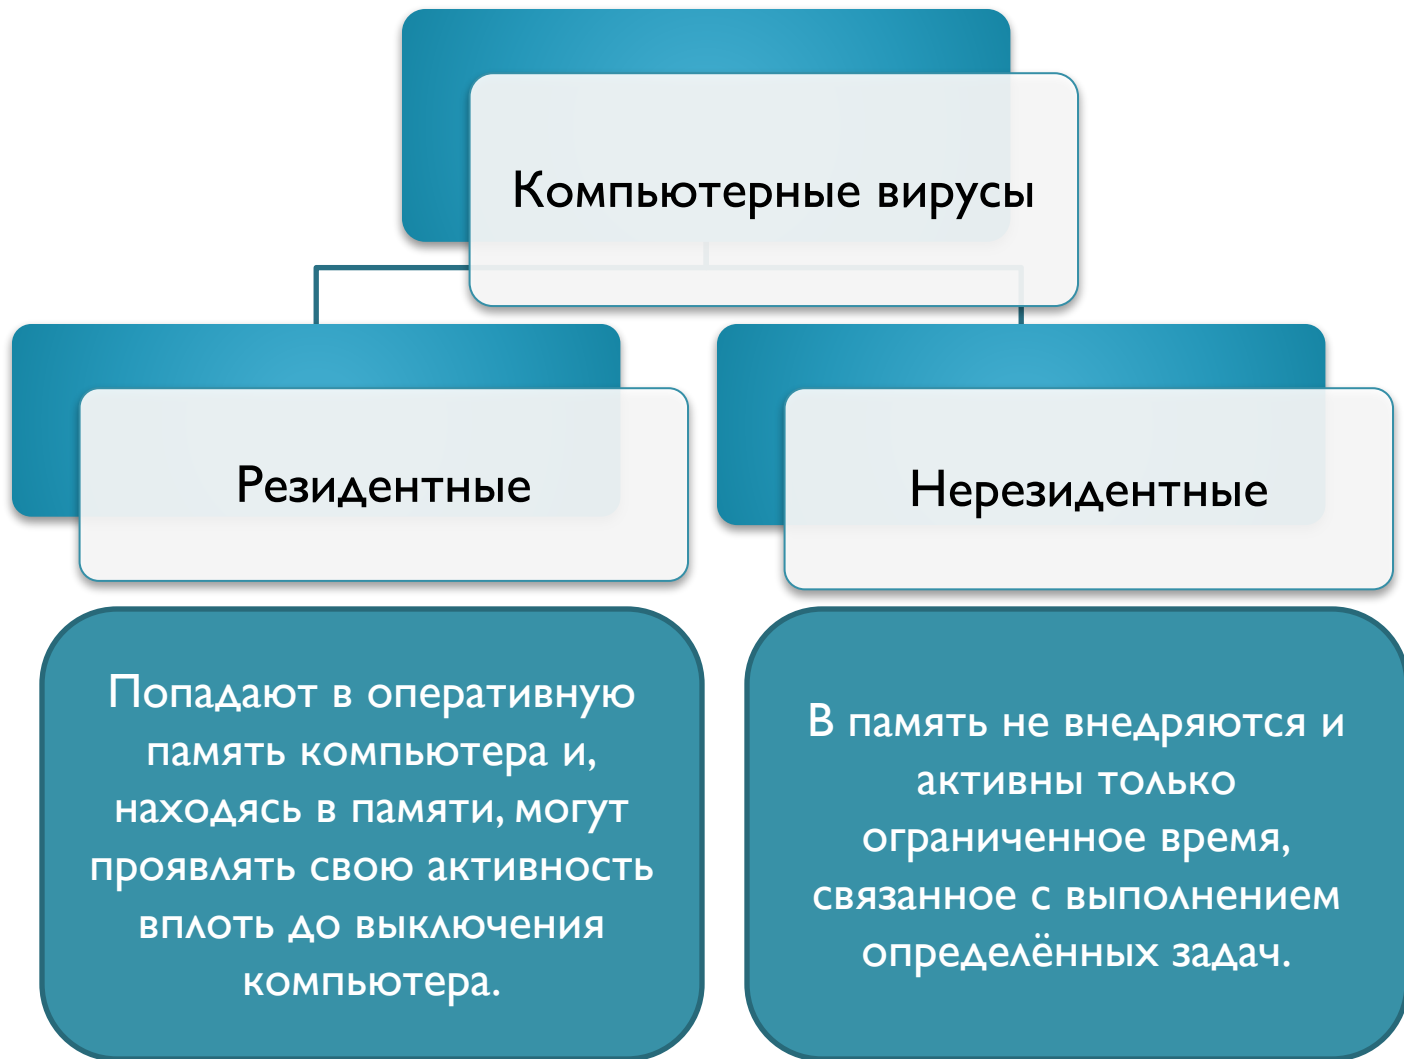 Компьютерные вирусы
Резидентные
Нерезидентные
Попадают в оперативную
память компьютера и,
находясь в памяти, могут
проявлять свою активность
вплоть до выключения
компьютера.
В память не внедряются и
активны только
ограниченное время,
связанное с выполнением
определённых задач.